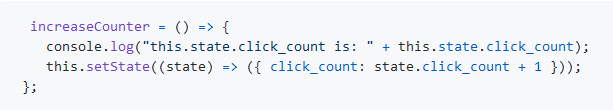 increaseCounter = () => {
console.log("this.state.click_count is: " + this.state.click_count);
this.setState((state) => ({ click_count: state.click_count + 1 }));
};